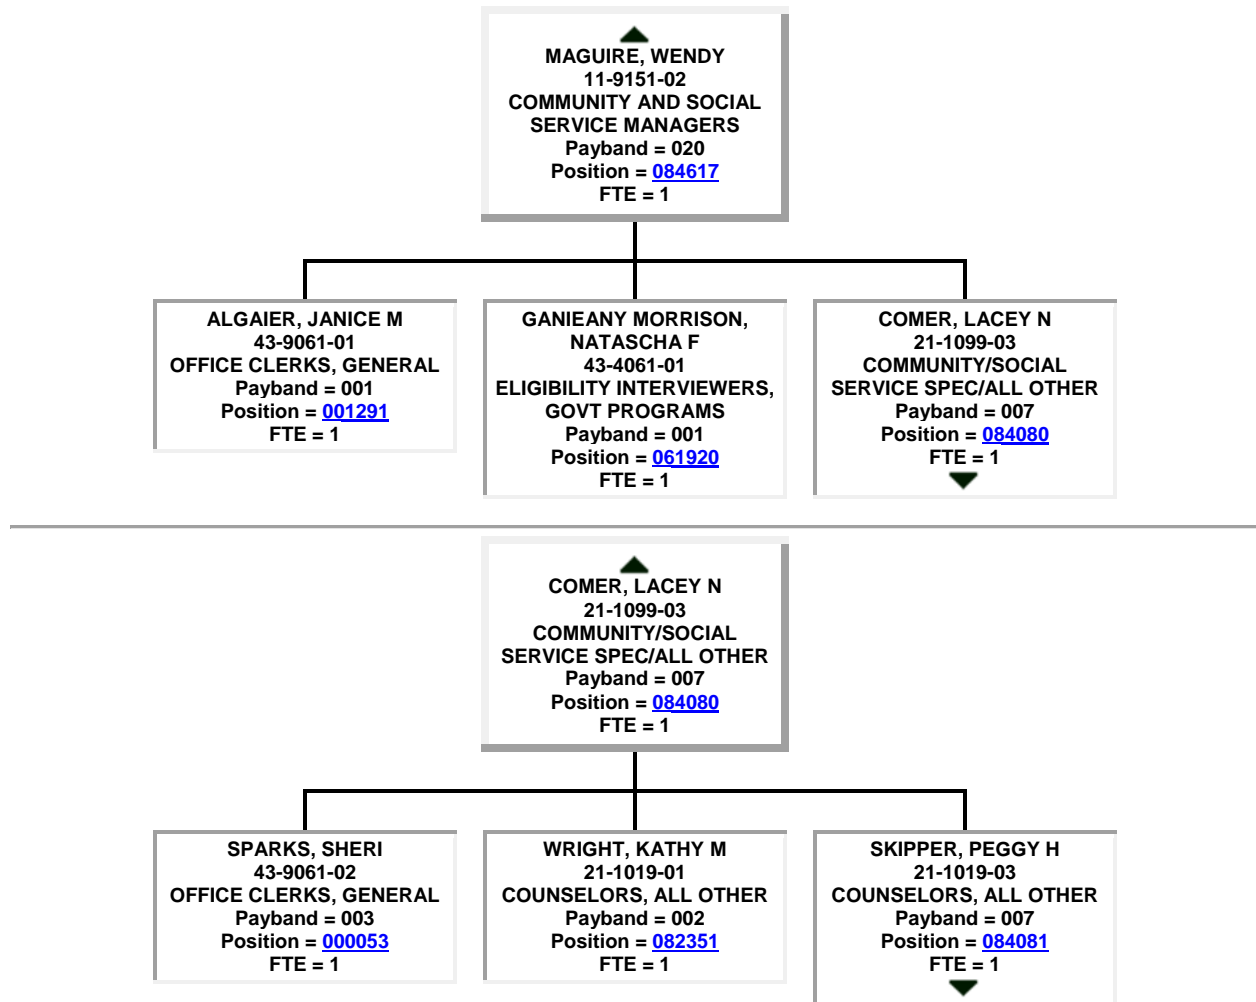 MAGUIRE, WENDY
11-9151-02
COMMUNITY AND SOCIAL
SERVICE MANAGERS
Payband = 020
Position = 084617
FTE = 1
ALGAIER, JANICE M
43-9061-01
OFFICE CLERKS, GENERAL
Payband = 001
Position = 001291
FTE = 1
GANIEANY MORRISON,
NATASCHA F
43-4061-01
ELIGIBILITY INTERVIEWERS,
GOVT PROGRAMS
Payband = 001
Position = 061920
FTE = 1
COMER, LACEY N
21-1099-03
COMMUNITY/SOCIAL
SERVICE SPEC/ALL OTHER
Payband = 007
Position = 084080
FTE = 1
COMER, LACEY N
21-1099-03
COMMUNITY/SOCIAL
SERVICE SPEC/ALL OTHER
Payband = 007
Position = 084080
FTE = 1
SPARKS, SHERI
43-9061-02
OFFICE CLERKS, GENERAL
Payband = 003
Position = 000053
FTE = 1
WRIGHT, KATHY M
21-1019-01
COUNSELORS, ALL OTHER
Payband = 002
Position = 082351
FTE = 1
SKIPPER, PEGGY H
21-1019-03
COUNSELORS, ALL OTHER
Payband = 007
Position = 084081
FTE = 1